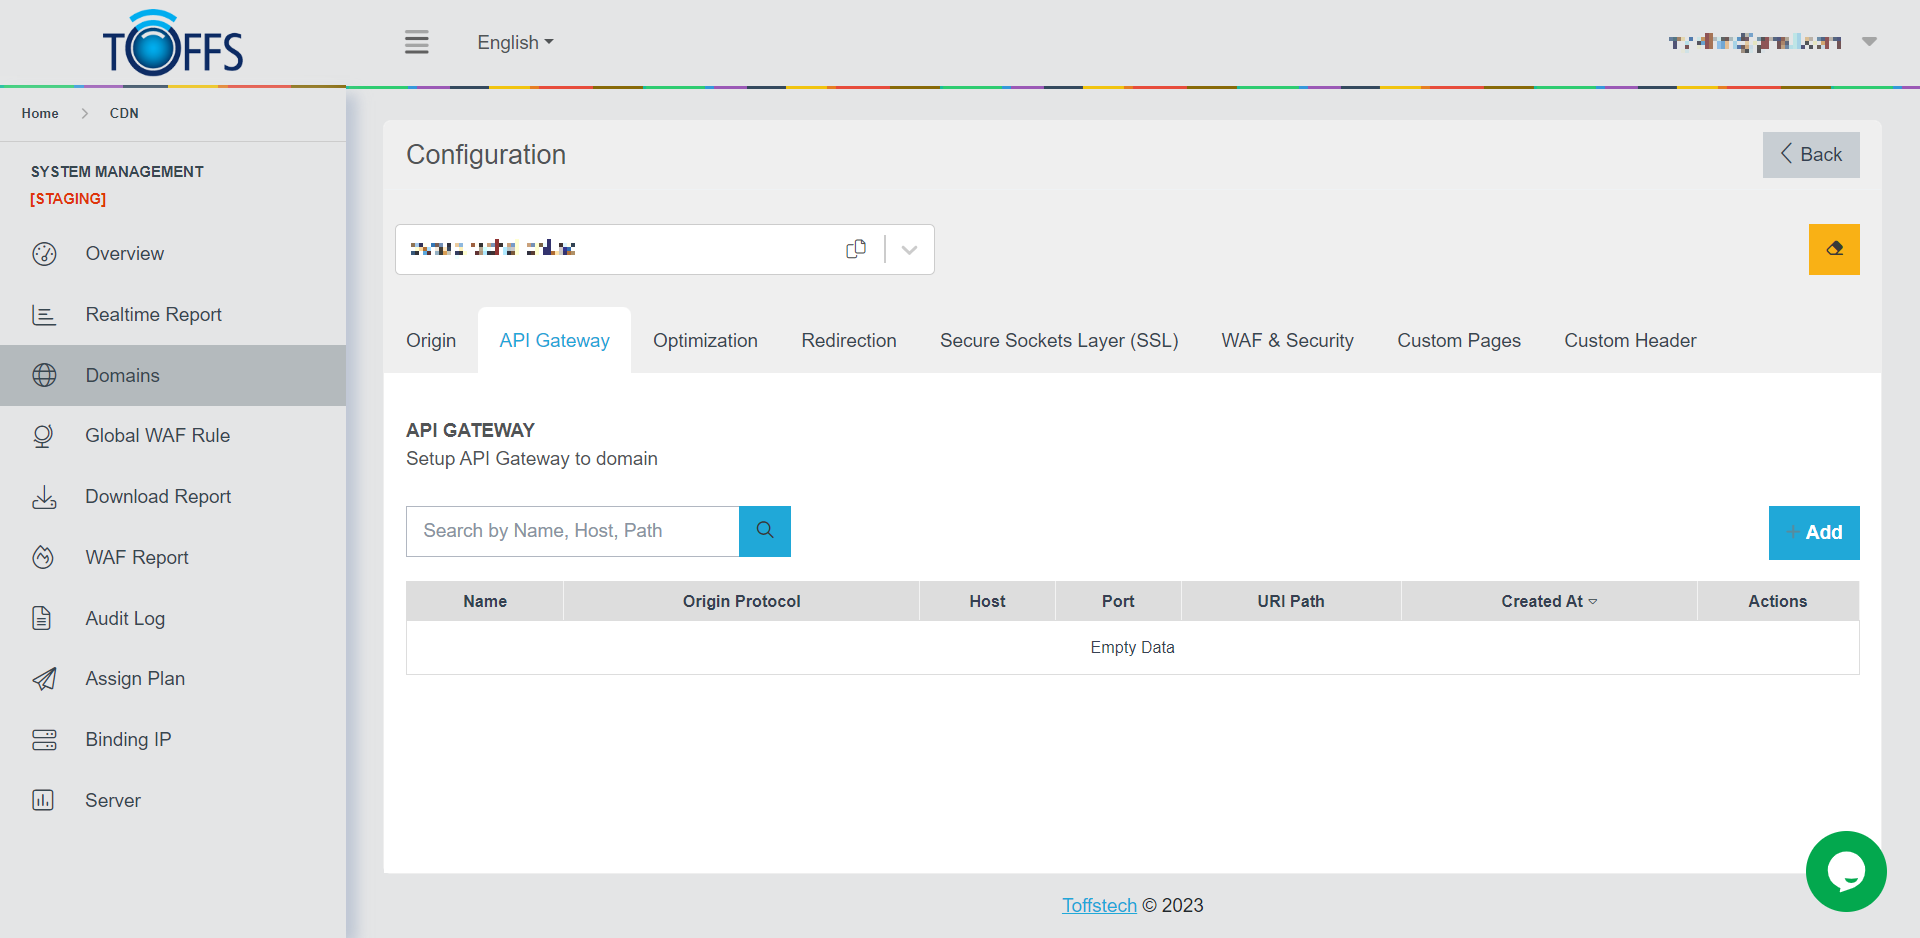 TOFFS
English
Home
CDN
SYSTEM MANAGEMENT
[STAGING]
Overview
Realtime Report
Domains
Global WAF Rule
Download Report
WAF Report
Audit Log
Assign Plan
Binding IP
Server
Configuration
Back
Origin
API Gateway
Optimization
Redirection
Secure Sockets Layer (SSL)
WAF & Security
Custom Pages
Custom Header
API GATEWAY
Setup API Gateway to domain
Search by Name, Host, Path
+ Add
Name
Origin Protocol
Host
Port
URI Path
Created At
Actions
Empty Data
Toffstech © 2023